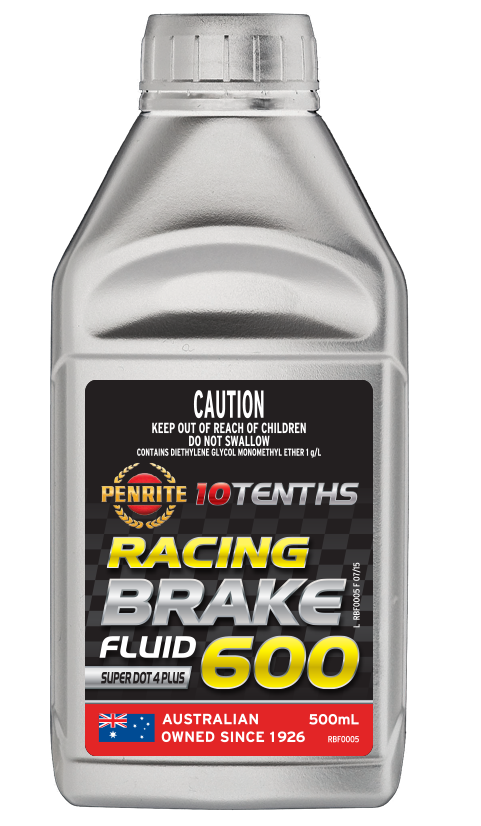 CAUTION
KEEP OUT OF REACH OF CHILDREN
DO NOT SWALLOW
CONTAINS DIETHYLENE GLYCOL MONOMETHYL ETHER 1 g/L
PENRITE 10TENTHS
RACING
BRAKE
FLUID 600
SUPER DOT 4 PLUS
L RBF0005 F 07/15
AUSTRALIAN 500mL
OWNED SINCE 1926 RBF0005